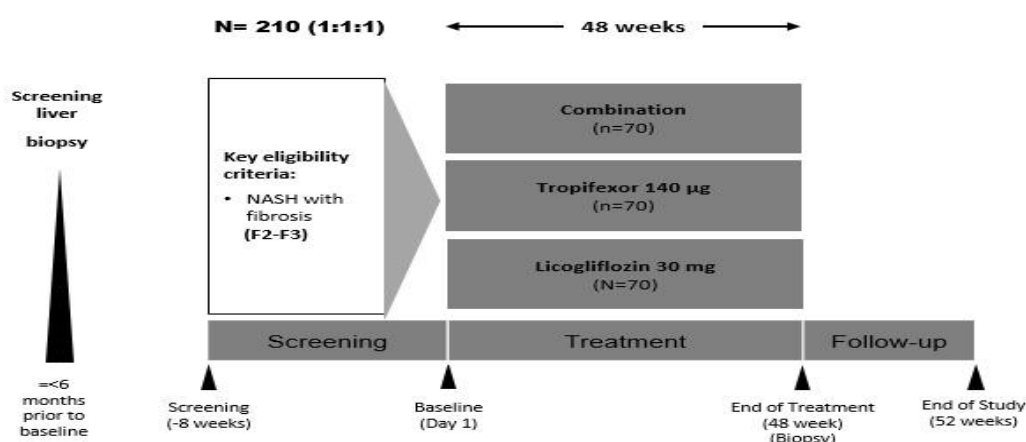 N= 210 (1:1:1)
48 weeks
Screening
liver
biopsy
=<6
months
prior to
baseline
Key eligibility
criteria:
• NASH with
fibrosis
(F2-F3)
Combination
(n=70)
Tropifexor 140 µg
(n=70)
Licogliflozin 30 mg
(N=70)
Screening
Treatment
Follow-up
Screening
(-8 weeks)
Baseline
(Day 1)
End of Treatment
(48 week)
(Biopsy)
End of Study
(52 weeks)